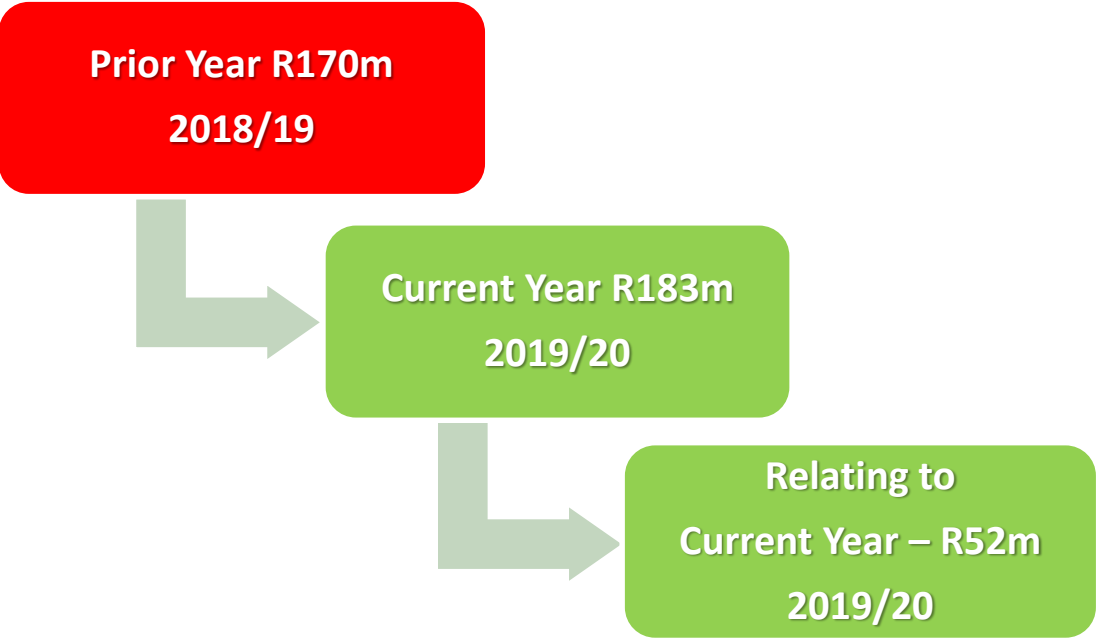 Prior Year R170m
2018/19
Current Year R183m
2019/20
Relating to
Current Year – R52m
2019/20